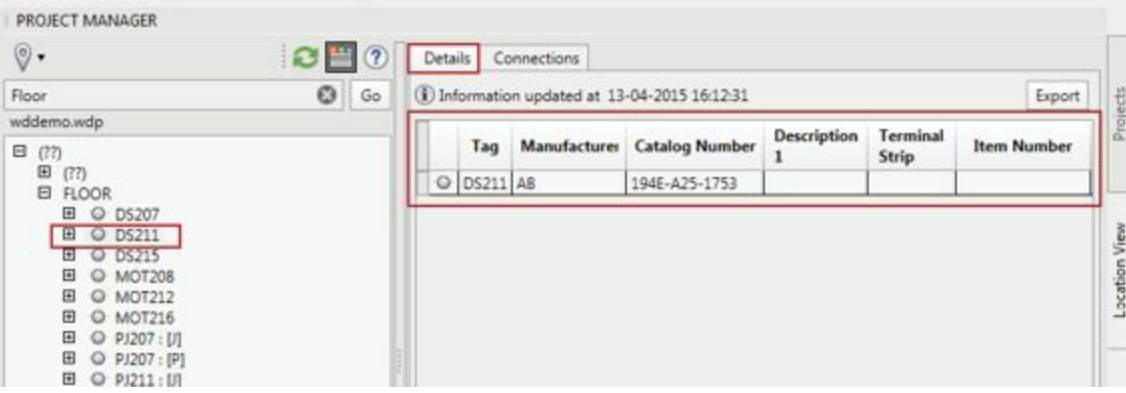 PROJECT MANAGER
Floor
Go
wddemo.wdp
(??)
(??)
FLOOR
DS207
DS211
DS215
MOT208
MOT212
MOT216
PJ207 : [J]
PJ207 : [P]
PJ211 : [J]
Details Connections
Information updated at 13-04-2015 16:12:31 Export
Tag Manufacturer Catalog Number Description 1 Terminal Strip Item Number
DS211 AB 194E-A25-1753
Projects
Location View